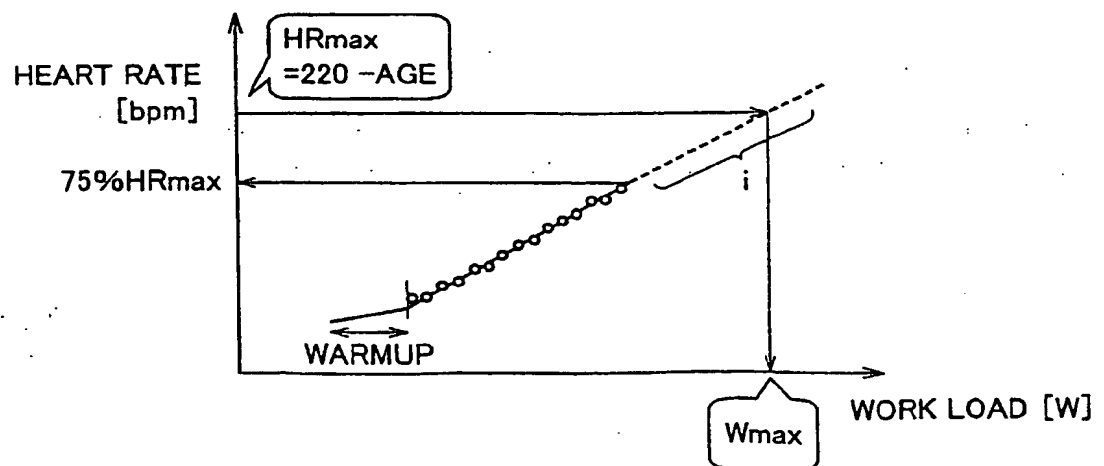 HRmax
=220 -AGE
HEART RATE
[bpm]
75%HRmax
i
WARMUP
WORK LOAD [W]
Wmax